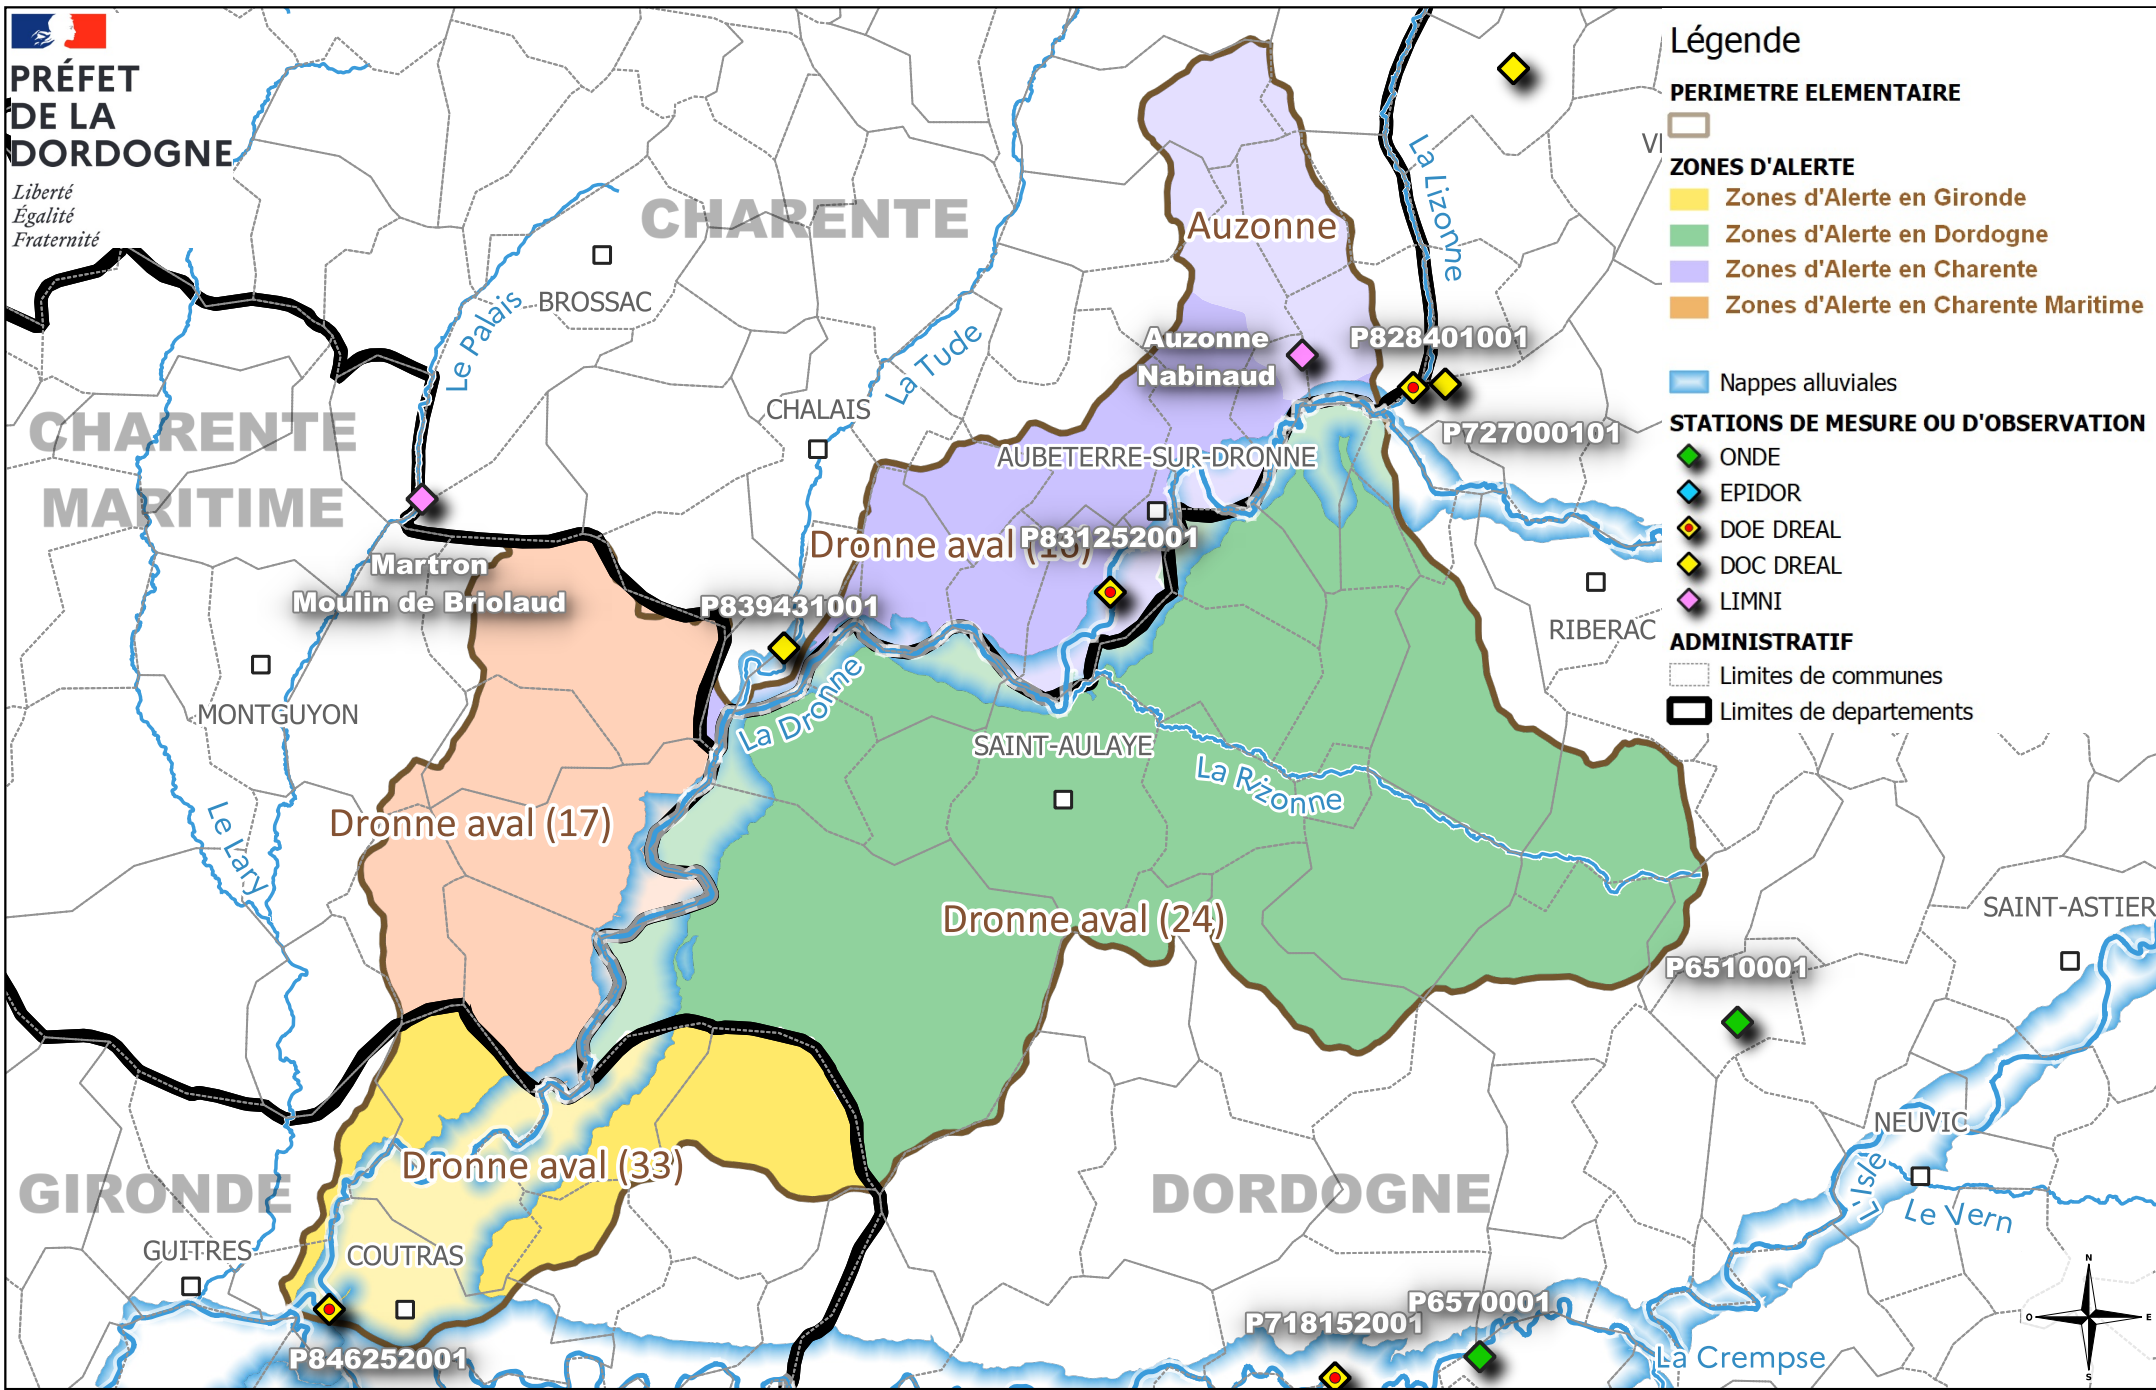 PRÉFET
DE LA
DORDOGNE
Liberté
Égalité
Fraternité
Légende
PERIMETRE ELEMENTAIRE
ZONES D'ALERTE
Zones d'Alerte en Gironde
Zones d'Alerte en Dordogne
Zones d'Alerte en Charente
Zones d'Alerte en Charente Maritime
Nappes alluviales
STATIONS DE MESURE OU D'OBSERVATION
ONDE
EPIDOR
DOE DREAL
DOC DREAL
LIMNI
ADMINISTRATIF
Limites de communes
Limites de departements
CHARENTE
Auzonne
La Lizonne
VI
BROSSAC
Le Palais
La Tude
Auzonne
Nabinaud
P828401001
CHARENTE
MARITIME
CHALAIS
P727000101
AUBETERRE-SUR-DRONNE
Dronne aval (16)
P831252001
Martron
Moulin de Briolaud
P839431001
RIBERAC
MONTGUYON
La Dronne
SAINT-AULAYE
La Rizonne
Le Lary
Dronne aval (17)
Dronne aval (24)
SAINT-ASTIER
P6510001
NEUVIC
Dronne aval (33)
GIRONDE
DORDOGNE
L'Isle
Le Vern
GUITRES
COUTRAS
P846252001
P718152001
P6570001
La Crempse
N
O
E
S